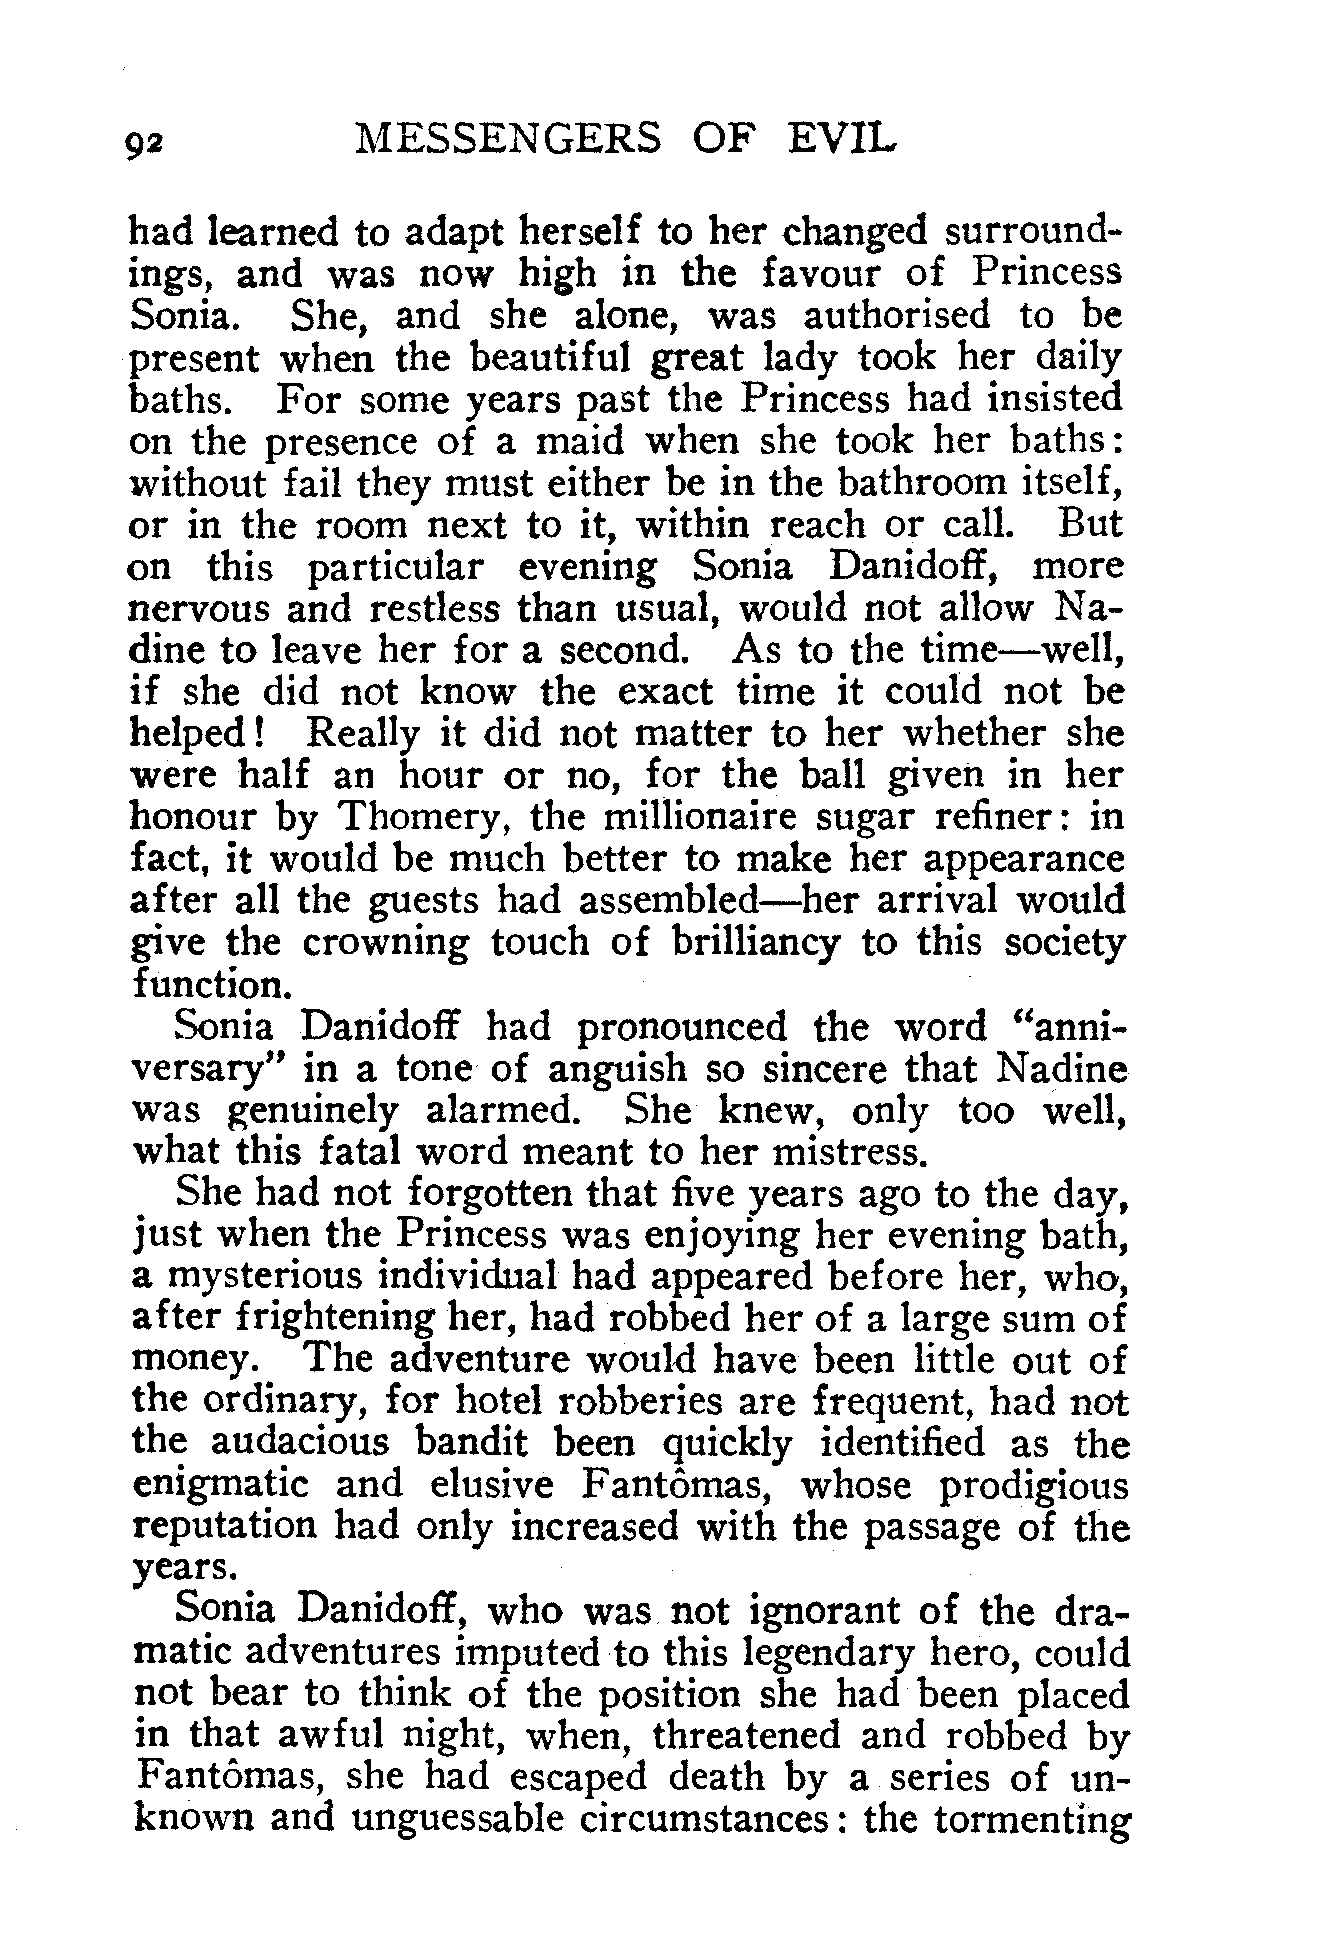 92 MESSENGERS OF EVIL
had learned to adapt herself to her changed surround-
ings, and was now high in the favour of Princess
Sonia. She, and she alone, was authorised to be
present when the beautiful great lady took her daily
baths. For some years past the Princess had insisted
on the presence of a maid when she took her baths:
without fail they must either be in the bathroom itself,
or in the room next to it, within reach or call. But
on this particular evening Sonia Danidoff, more
nervous and restless than usual, would not allow Na-
dine to leave her for a second. As to the time—well,
if she did not know the exact time it could not be
helped! Really it did not matter to her whether she
were half an hour or no, for the ball given in her
honour by Thomery, the millionaire sugar refiner: in
fact, it would be much better to make her appearance
after all the guests had assembled—her arrival would
give the crowning touch of brilliancy to this society
function.
Sonia Danidoff had pronounced the word “anni-
versary” in a tone of anguish so sincere that Nadine
was genuinely alarmed. She knew, only too well,
what this fatal word meant to her mistress.
She had not forgotten that five years ago to the day,
just when the Princess was enjoying her evening bath,
a mysterious individual had appeared before her, who,
after frightening her, had robbed her of a large sum of
money. The adventure would have been little out of
the ordinary, for hotel robberies are frequent, had not
the audacious bandit been quickly identified as the
enigmatic and elusive Fantômas, whose prodigious
reputation had only increased with the passage of the
years.
Sonia Danidoff, who was not ignorant of the dra-
matic adventures imputed to this legendary hero, could
not bear to think of the position she had been placed
in that awful night, when, threatened and robbed by
Fantômas, she had escaped death by a series of un-
known and unguessable circumstances: the tormenting